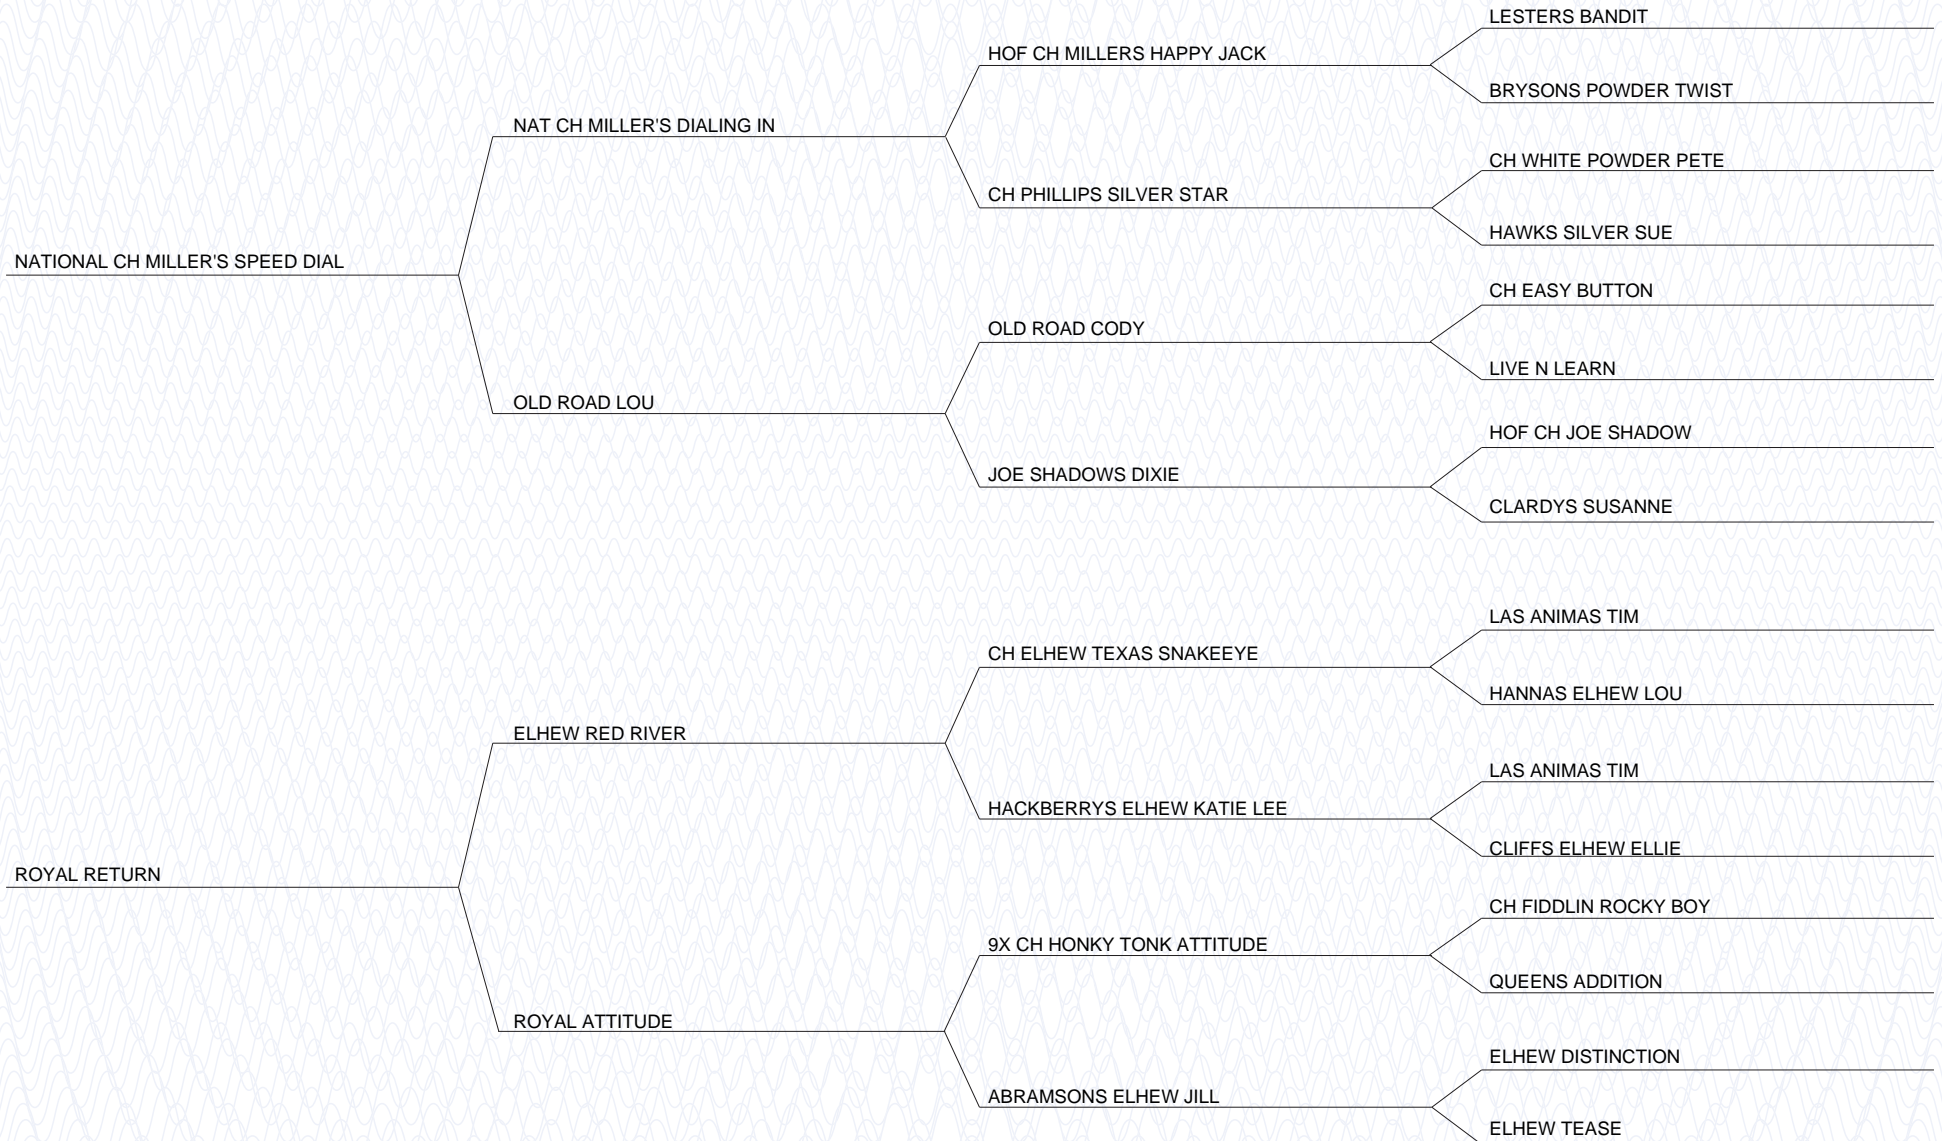 LESTERS BANDIT
HOF CH MILLERS HAPPY JACK
BRYSONS POWDER TWIST
NAT CH MILLER'S DIALING IN
CH WHITE POWDER PETE
CH PHILLIPS SILVER STAR
HAWKS SILVER SUE
NATIONAL CH MILLER'S SPEED DIAL
CH EASY BUTTON
OLD ROAD CODY
LIVE N LEARN
OLD ROAD LOU
HOF CH JOE SHADOW
JOE SHADOWS DIXIE
CLARDYS SUSANNE
LAS ANIMAS TIM
CH ELHEW TEXAS SNAKEEYE
HANNAS ELHEW LOU
ELHEW RED RIVER
LAS ANIMAS TIM
HACKBERRYS ELHEW KATIE LEE
CLIFFS ELHEW ELLIE
ROYAL RETURN
CH FIDDLIN ROCKY BOY
9X CH HONKY TONK ATTITUDE
QUEENS ADDITION
ROYAL ATTITUDE
ELHEW DISTINCTION
ABRAMSONS ELHEW JILL
ELHEW TEASE